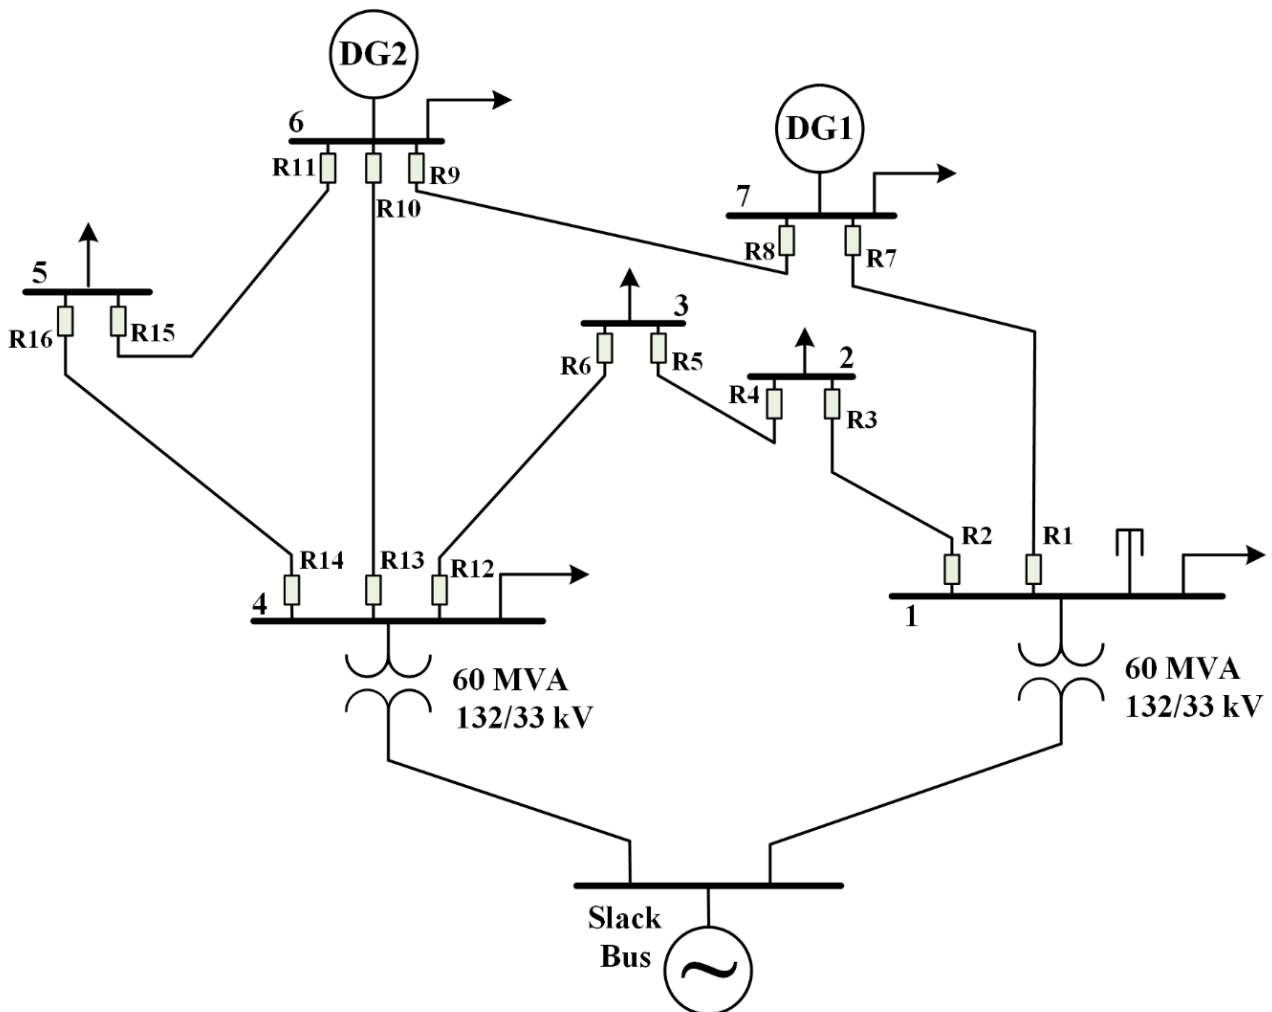 DG2
6
R11
R9
R10
DG1
7
R8
R7
5
R16
R15
3
R6
R5
2
R4
R3
R14
R13
R12
4
60 MVA
132/33 kV
R2
R1
1
60 MVA
132/33 kV
Slack
Bus
~